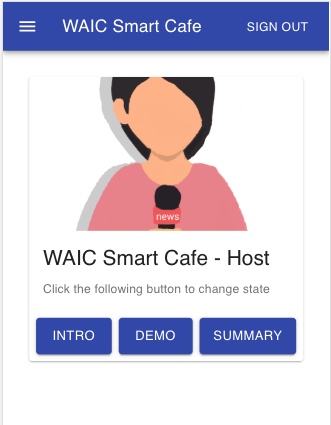 WAIC Smart Cafe SIGN OUT
news
WAIC Smart Cafe - Host
Click the following button to change state
INTRO DEMO SUMMARY